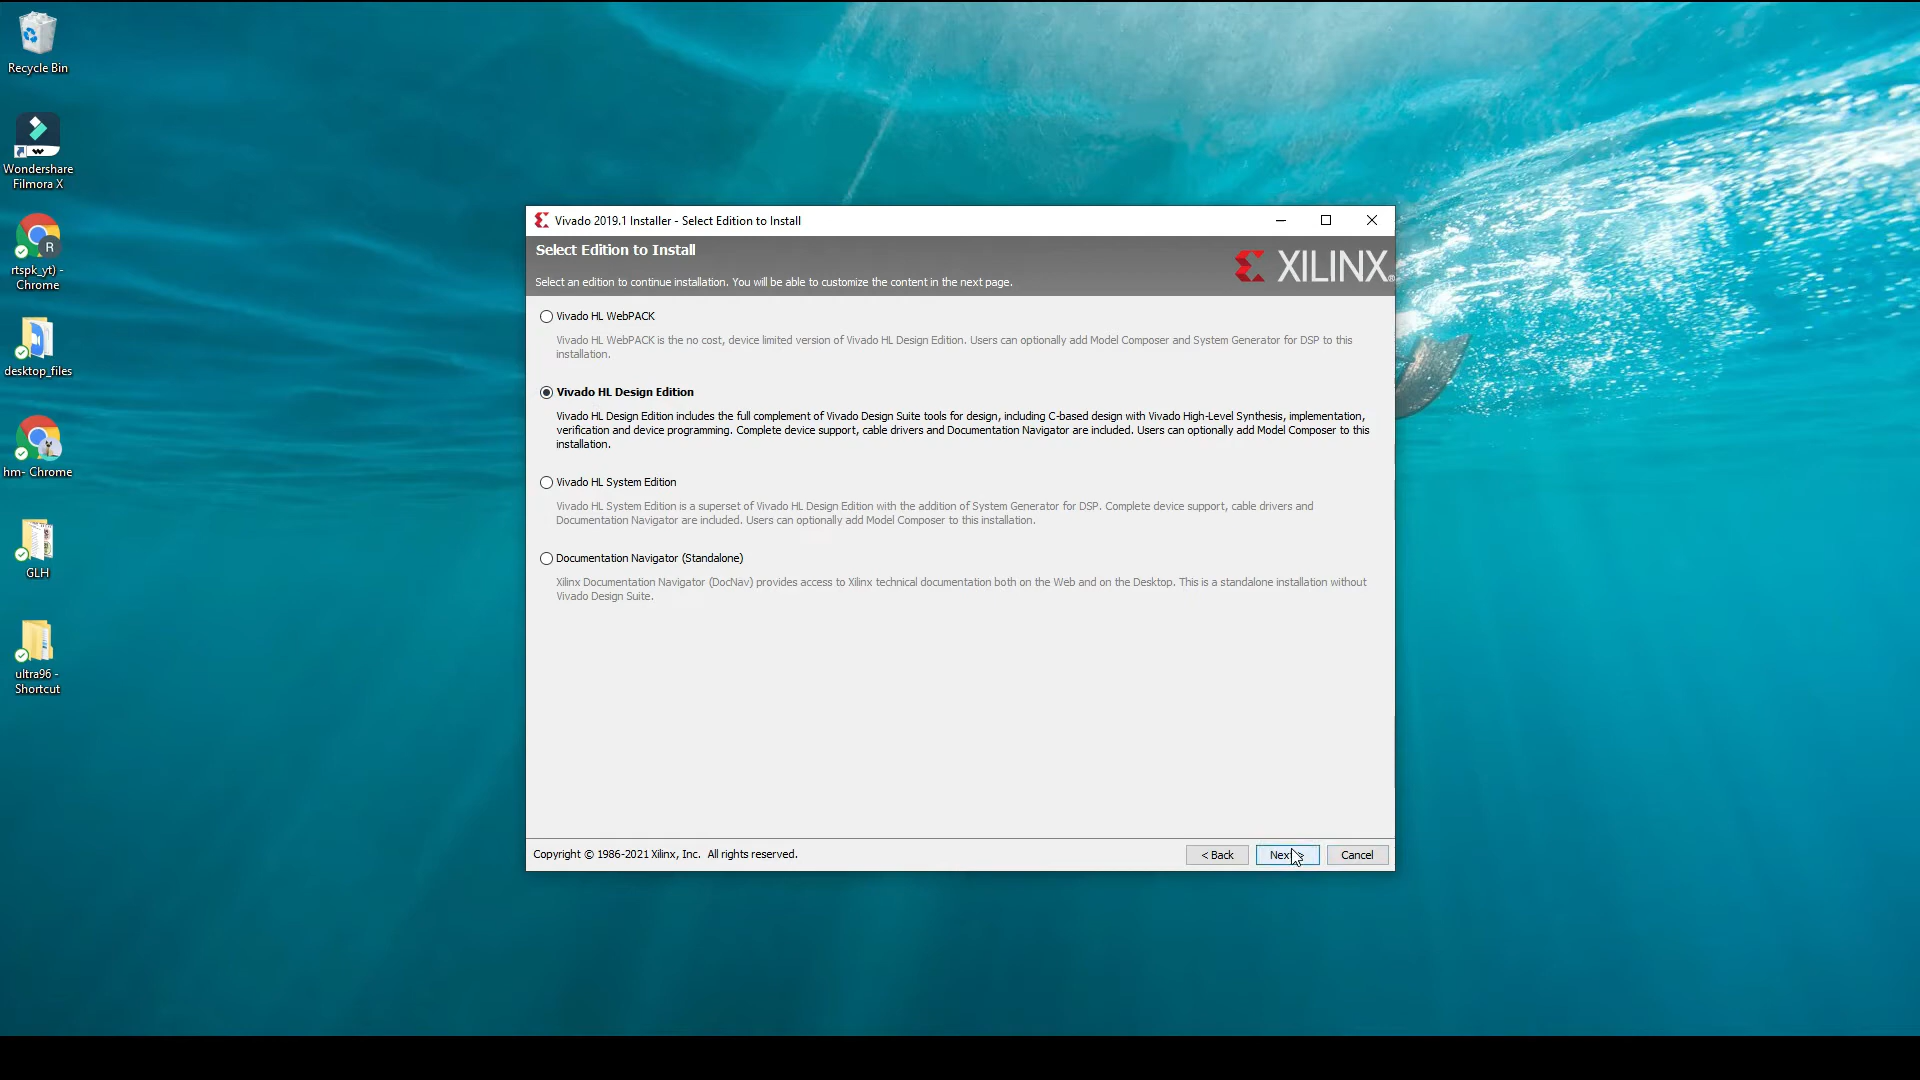 Recycle Bin
Wondershare
Filmora X
R
rtspk_yt) -
Chrome
desktop_files
hm- Chrome
GLH
ultra96 -
Shortcut
Vivado 2019.1 Installer - Select Edition to Install
Select Edition to Install
Select an edition to continue installation. You will be able to customize the content in the next page.
XILINX
Vivado HL WebPACK
Vivado HL WebPACK is the no cost, device limited version of Vivado HL Design Edition. Users can optionally add Model Composer and System Generator for DSP to this
installation.
Vivado HL Design Edition
Vivado HL Design Edition includes the full complement of Vivado Design Suite tools for design, including C-based design with Vivado High-Level Synthesis, implementation,
verification and device programming. Complete device support, cable drivers and Documentation Navigator are included. Users can optionally add Model Composer to this
installation.
Vivado HL System Edition
Vivado HL System Edition is a superset of Vivado HL Design Edition with the addition of System Generator for DSP. Complete device support, cable drivers and
Documentation Navigator are included. Users can optionally add Model Composer to this installation.
Documentation Navigator (Standalone)
Xilinx Documentation Navigator (DocNav) provides access to Xilinx technical documentation both on the Web and on the Desktop. This is a standalone installation without
Vivado Design Suite.
Copyright © 1986-2021 Xilinx, Inc. All rights reserved.
< Back
Next >
Cancel